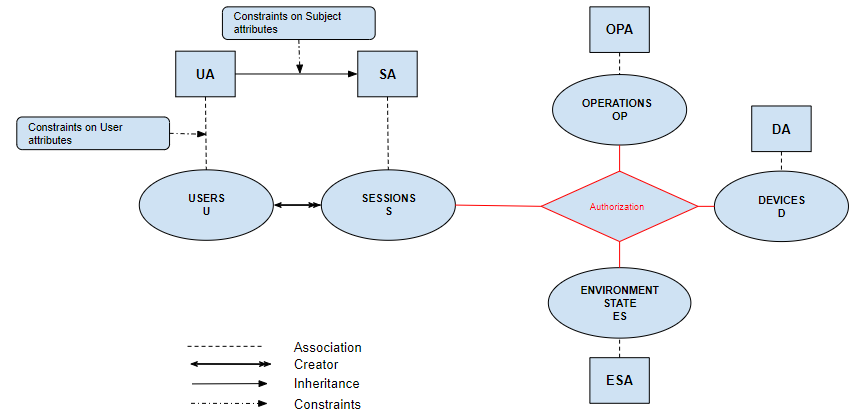 Constraints on Subject
attributes
OPA
UA
SA
OPERATIONS
OP
Constraints on User
attributes
DA
USERS
U
SESSIONS
S
Authorization
DEVICES
D
ENVIRONMENT
STATE
ES
ESA
Association
Creator
Inheritance
Constraints